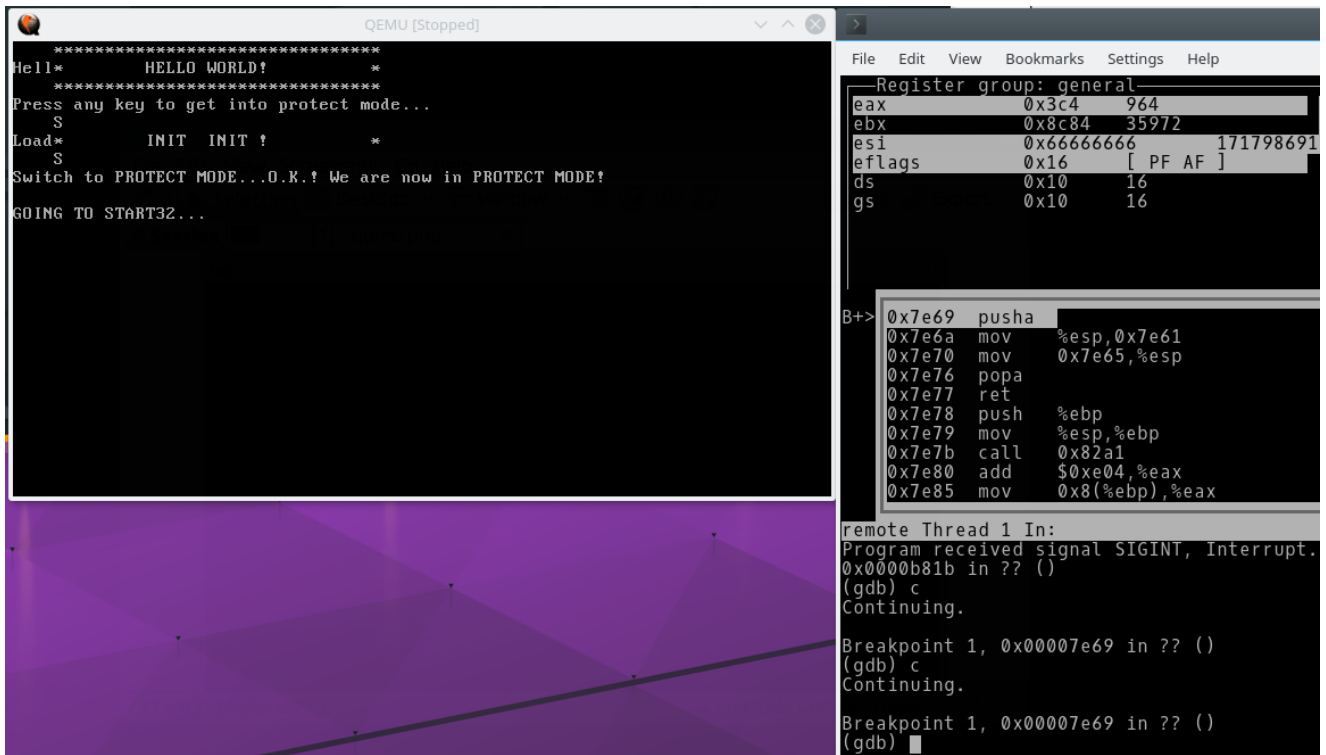 QEMU [Stopped]
*********************************
Hell* HELLO WORLD! *
*********************************
Press any key to get into protect mode...
S
Load* INIT INIT ! *
S
Switch to PROTECT MODE...O.K.! We are now in PROTECT MODE!
GOING TO START32...
File Edit View Bookmarks Settings Help
Register group: general
eax 0x3c4 964
ebx 0x8c84 35972
esi 0x66666666 171798691
eflags 0x16 [ PF AF ]
ds 0x10 16
gs 0x10 16
B+> 0x7e69 pusha
0x7e6a mov %esp,0x7e61
0x7e70 mov 0x7e65,%esp
0x7e76 popa
0x7e77 ret
0x7e78 push %ebp
0x7e79 mov %esp,%ebp
0x7e7b call 0x82a1
0x7e80 add $0xe04,%eax
0x7e85 mov 0x8(%ebp),%eax
remote Thread 1 In:
Program received signal SIGINT, Interrupt.
0x0000b81b in ?? ()
(gdb) c
Continuing.
Breakpoint 1, 0x00007e69 in ?? ()
(gdb) c
Continuing.
Breakpoint 1, 0x00007e69 in ?? ()
(gdb)